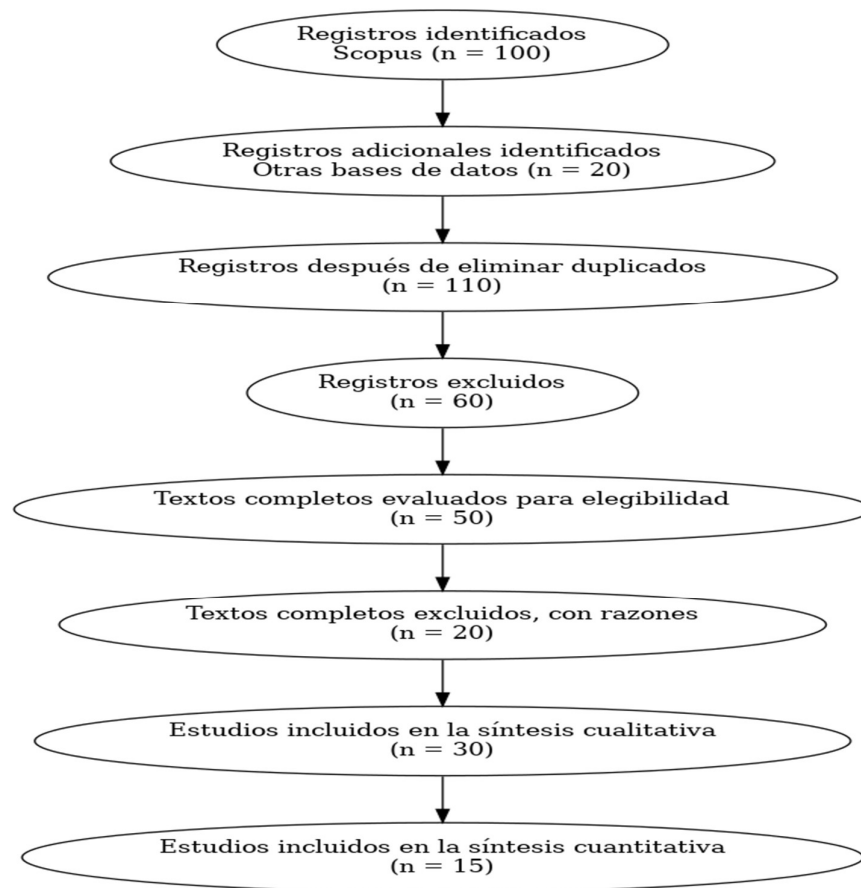 Registros identificados
Scopus (n = 100)
Registros adicionales identificados
Otras bases de datos (n = 20)
Registros después de eliminar duplicados
(n = 110)
Registros excluidos
(n = 60)
Textos completos evaluados para elegibilidad
(n = 50)
Textos completos excluidos, con razones
(n = 20)
Estudios incluidos en la síntesis cualitativa
(n = 30)
Estudios incluidos en la síntesis cuantitativa
(n = 15)